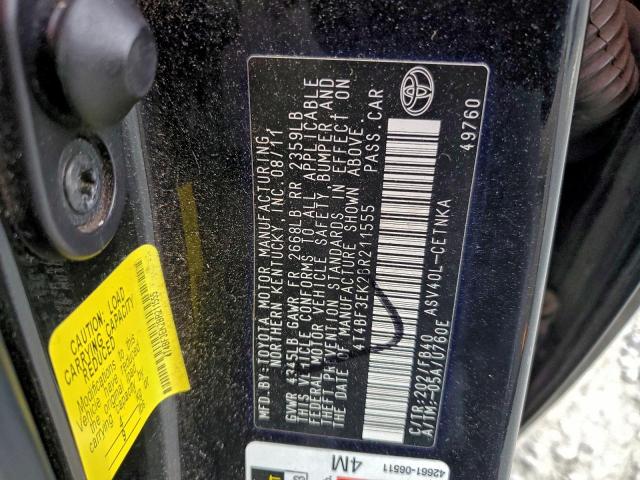 MFD.BY:TOYOTA MOTOR MANUFACTURING,
NORTHERN KENTUCKY, INC. 08/11
GVWR 4345LB GAWR FR 2668LB RR 2359LB
THIS VEHICLE CONFORMS TO ALL APPLICABLE
FEDERAL MOTOR VEHICLE SAFETY, BUMPER, AND
THEFT PREVENTION STANDARDS IN EFFECT ON
THE DATE OF MANUFACTURE SHOWN ABOVE.
4T4BF3EK2BR211555 PASS.CAR
C/TR:202/FB40 ASV40L-CETNKA
A/TM:-05A/U760E
49760
CAUTION: LOAD
CARRYING CAPACITY
REDUCED
carrying capacity
42661-06511
4M